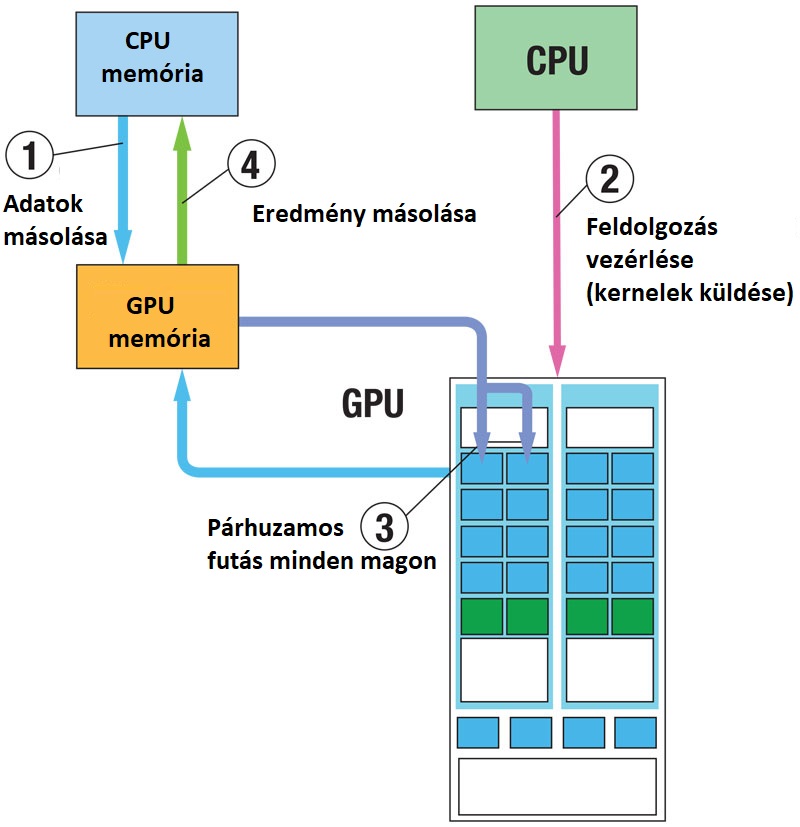 CPU
memória
CPU
1
4
2
Adatok
másolása
Eredmény másolása
Feldolgozás
vezérlése
(kernelek küldése)
GPU
memória
GPU
3
Párhuzamos
futás minden magon